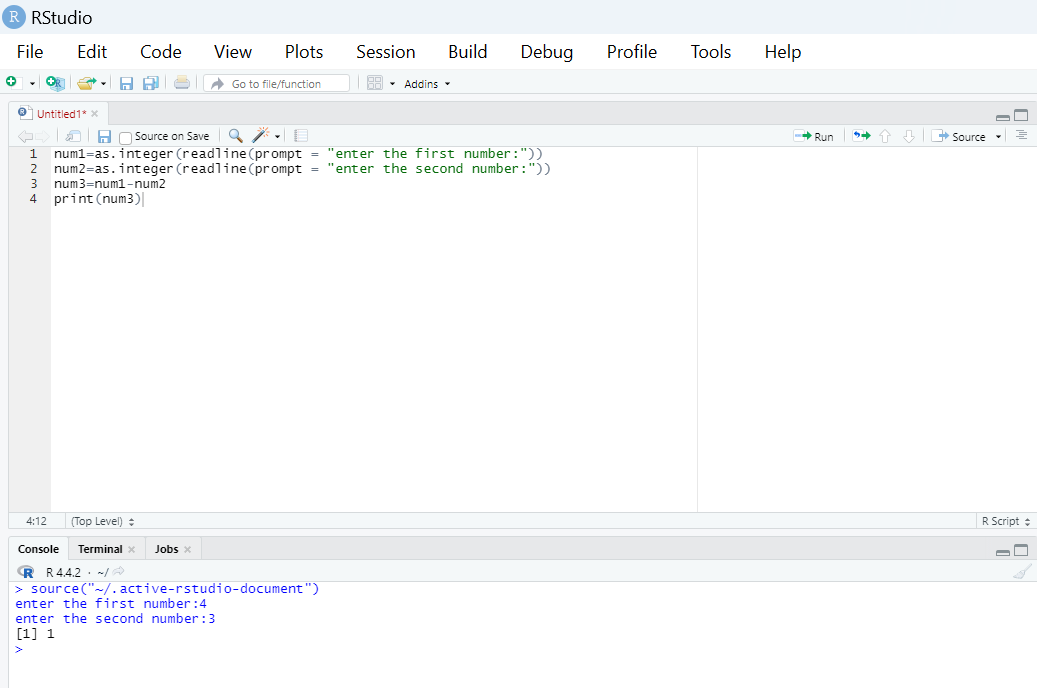 R RStudio
File Edit Code View Plots Session Build Debug Profile Tools Help
R Go to file/function Addins
R Untitled1* ×
Source on Save Run Source
1 num1=as.integer(readline(prompt = "enter the first number:"))
2 num2=as.integer(readline(prompt = "enter the second number:"))
3 num3=num1-num2
4 print(num3)
4:12 (Top Level) R Script
Console Terminal × Jobs ×
R R 4.4.2 · ~/
> source("~/.active-rstudio-document")
enter the first number:4
enter the second number:3
[1] 1
>